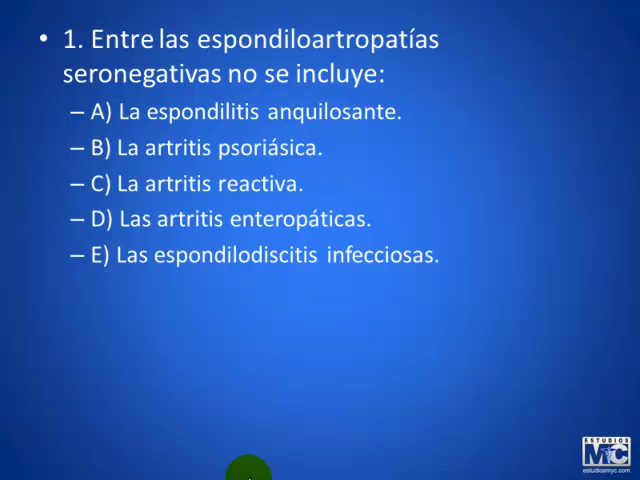 • 1. Entre las espondiloartropatías
seronegativas no se incluye:
– A) La espondilitis anquilosante.
– B) La artritis psoriásica.
– C) La artritis reactiva.
– D) Las artritis enteropáticas.
– E) Las espondilodiscitis infecciosas.
ESTUDIOS
MyC
estudiosmyc.com